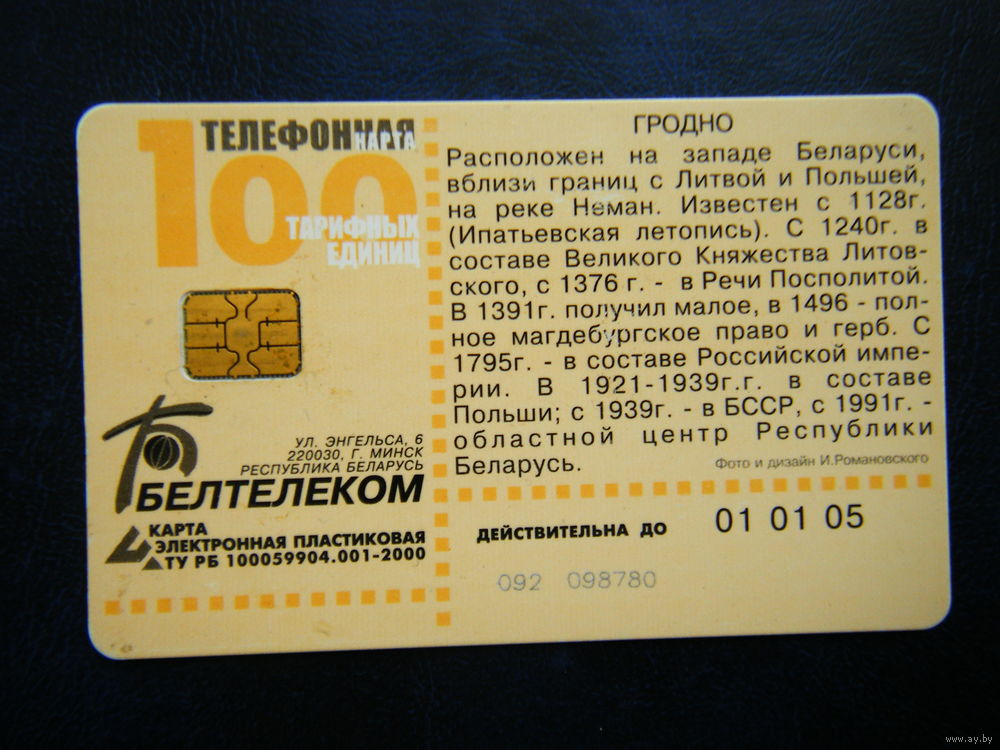 100
ТЕЛЕФОННАЯ
КАРТА
ТАРИФНЫХ
ЕДИНИЦ
УЛ. ЭНГЕЛЬСА, 6
220030, Г. МИНСК
РЕСПУБЛИКА БЕЛАРУСЬ
БЕЛТЕЛЕКОМ
КАРТА
ЭЛЕКТРОННАЯ ПЛАСТИКОВАЯ
ТУ РБ 100059904.001-2000
ГРОДНО
Расположен на западе Беларуси,
вблизи границ с Литвой и Польшей,
на реке Неман. Известен с 1128г.
(Ипатьевская летопись). С 1240г. в
составе Великого Княжества Литов-
ского, с 1376 г. - в Речи Посполитой.
В 1391г. получил малое, в 1496 - пол-
ное магдебургское право и герб. С
1795г. - в составе Российской импе-
рии. В 1921-1939г.г. в составе
Польши; с 1939г. - в БССР, с 1991г. -
областной центр Республики
Беларусь.
Фото и дизайн И.Романовского
ДЕЙСТВИТЕЛЬНА ДО 01 01 05
092 098780
www.ay.by